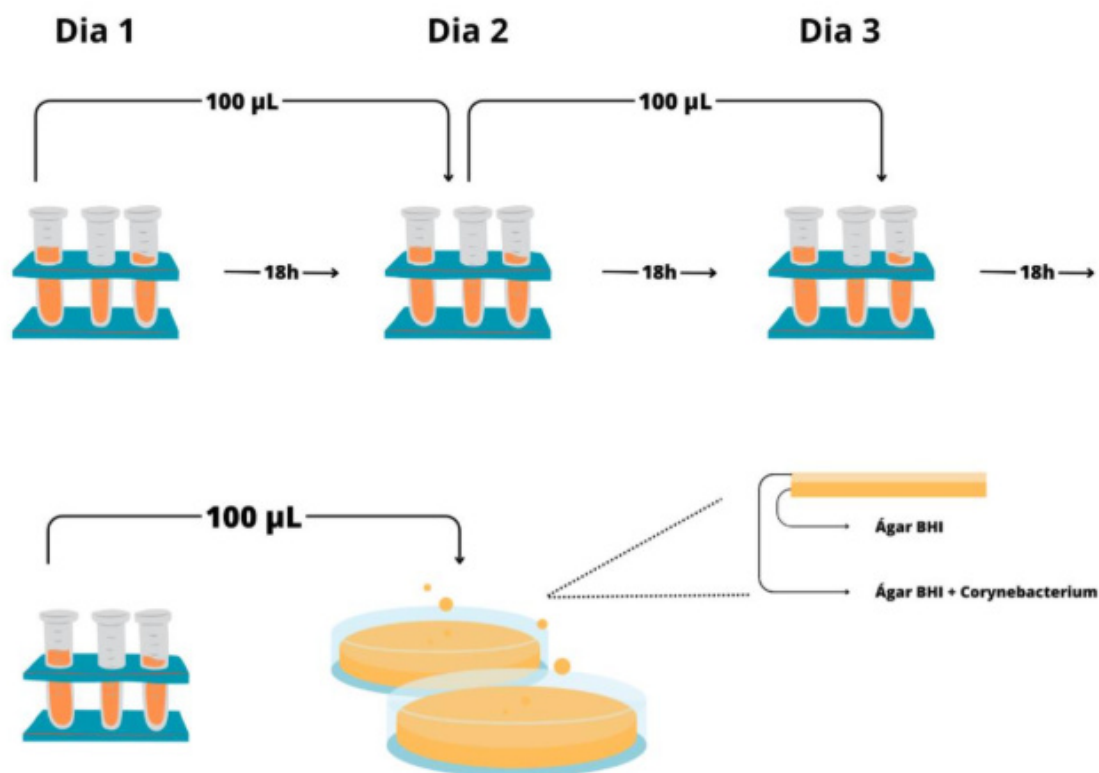 Dia 1
Dia 2
Dia 3
100 µL
100 µL
18h
18h
18h
100 µL
Ágar BHI
Ágar BHI + Corynebacterium